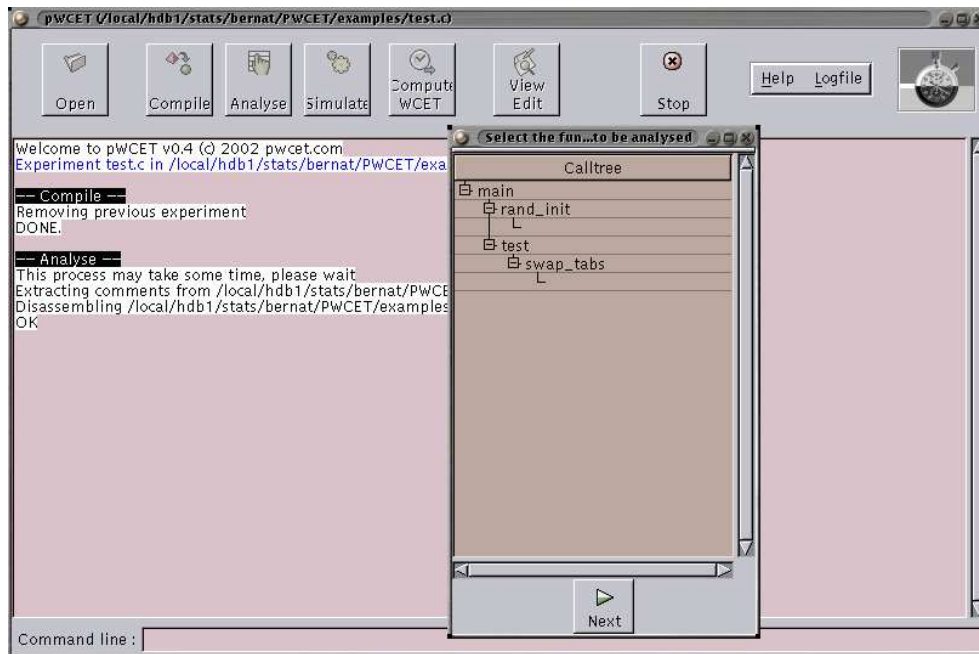 pWCET (/local/hdb1/stats/bernat/PWCET/examples/test.c)
Open
Compile
Analyse
Simulate
Compute
WCET
View
Edit
Stop
Help Logfile
Welcome to pWCET v0.4 (c) 2002 pwcet.com
Experiment test.c in /local/hdb1/stats/bernat/PWCET/exa
-- Compile --
Removing previous experiment
DONE.
-- Analyse --
This process may take some time, please wait
Extracting comments from /local/hdb1/stats/bernat/PWCE
Disassembling /local/hdb1/stats/bernat/PWCET/examples
OK
Select the fun...to be analysed
Calltree
main
rand_init
test
swap_tabs
Next
Command line :